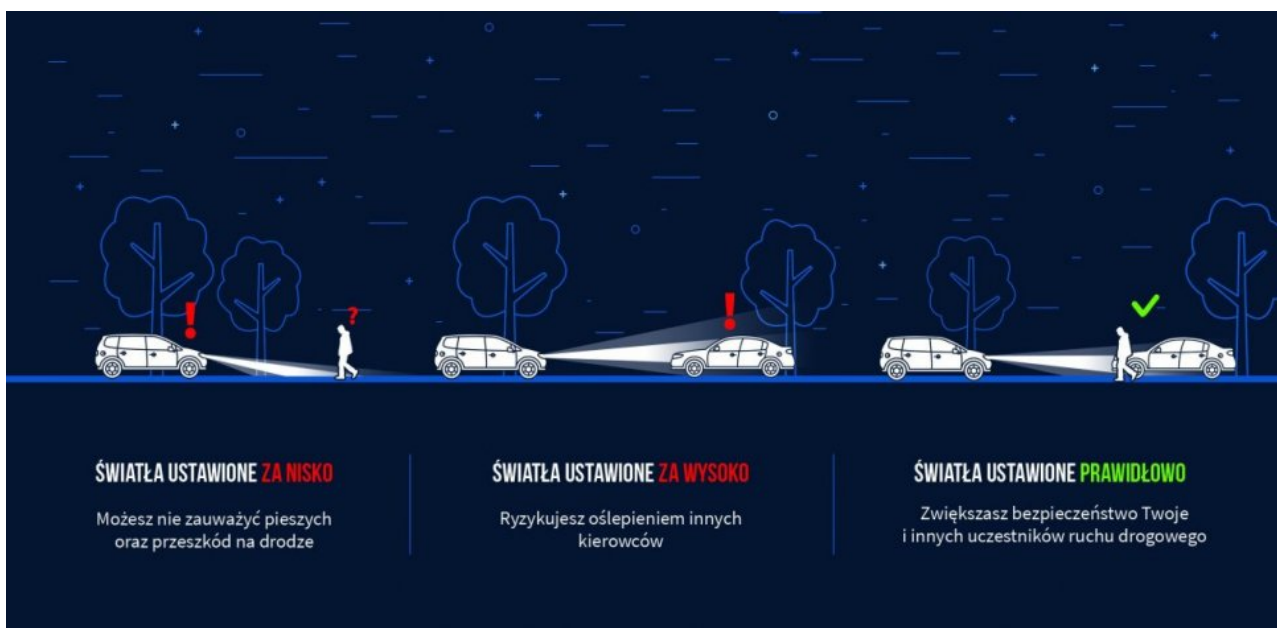 ŚWIATŁA USTAWIONE ZA NISKO
Możesz nie zauważyć pieszych
oraz przeszkód na drodze
ŚWIATŁA USTAWIONE ZA WYSOKO
Ryzykujesz oślepieniem innych
kierowców
ŚWIATŁA USTAWIONE PRAWIDŁOWO
Zwiększasz bezpieczeństwo Twoje
i innych uczestników ruchu drogowego